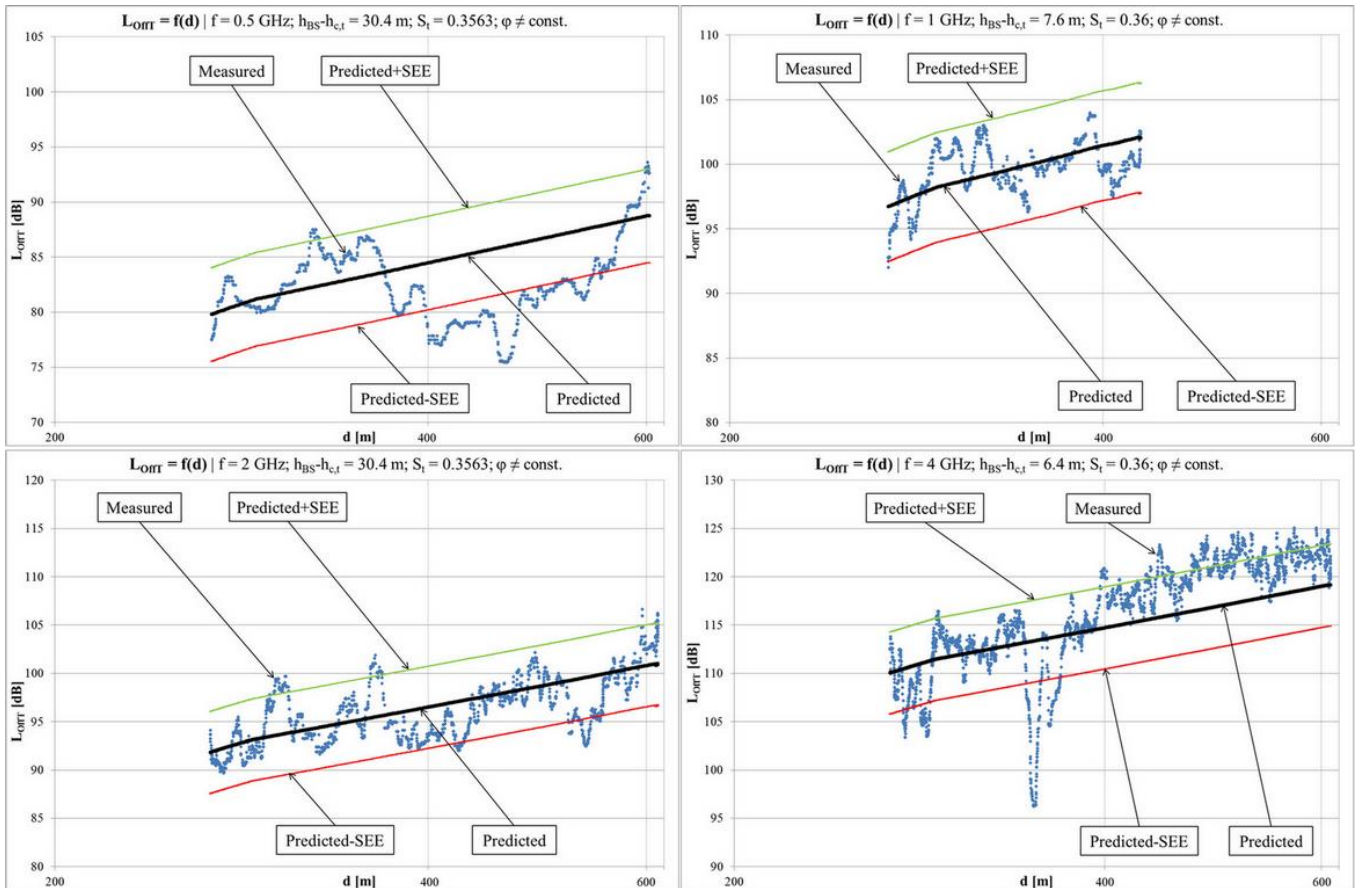 L_OffT = f(d) | f = 0.5 GHz; h_BS-h_c,t = 30.4 m; S_t = 0.3563; φ ≠ const.
105
100
95
90
85
80
75
70
L_OffT [dB]
Measured
Predicted+SEE
Predicted-SEE
Predicted
200
400
600
d [m]
L_OffT = f(d) | f = 1 GHz; h_BS-h_c,t = 7.6 m; S_t = 0.36; φ ≠ const.
110
105
100
95
90
85
80
L_OffT [dB]
Measured
Predicted+SEE
Predicted
Predicted-SEE
200
400
600
d [m]
L_OffT = f(d) | f = 2 GHz; h_BS-h_c,t = 30.4 m; S_t = 0.3563; φ ≠ const.
120
115
110
105
100
95
90
85
80
L_OffT [dB]
Measured
Predicted+SEE
Predicted-SEE
Predicted
200
400
600
d [m]
L_OffT = f(d) | f = 4 GHz; h_BS-h_c,t = 6.4 m; S_t = 0.36; φ ≠ const.
130
125
120
115
110
105
100
95
90
L_OffT [dB]
Predicted+SEE
Measured
Predicted-SEE
Predicted
200
400
600
d [m]